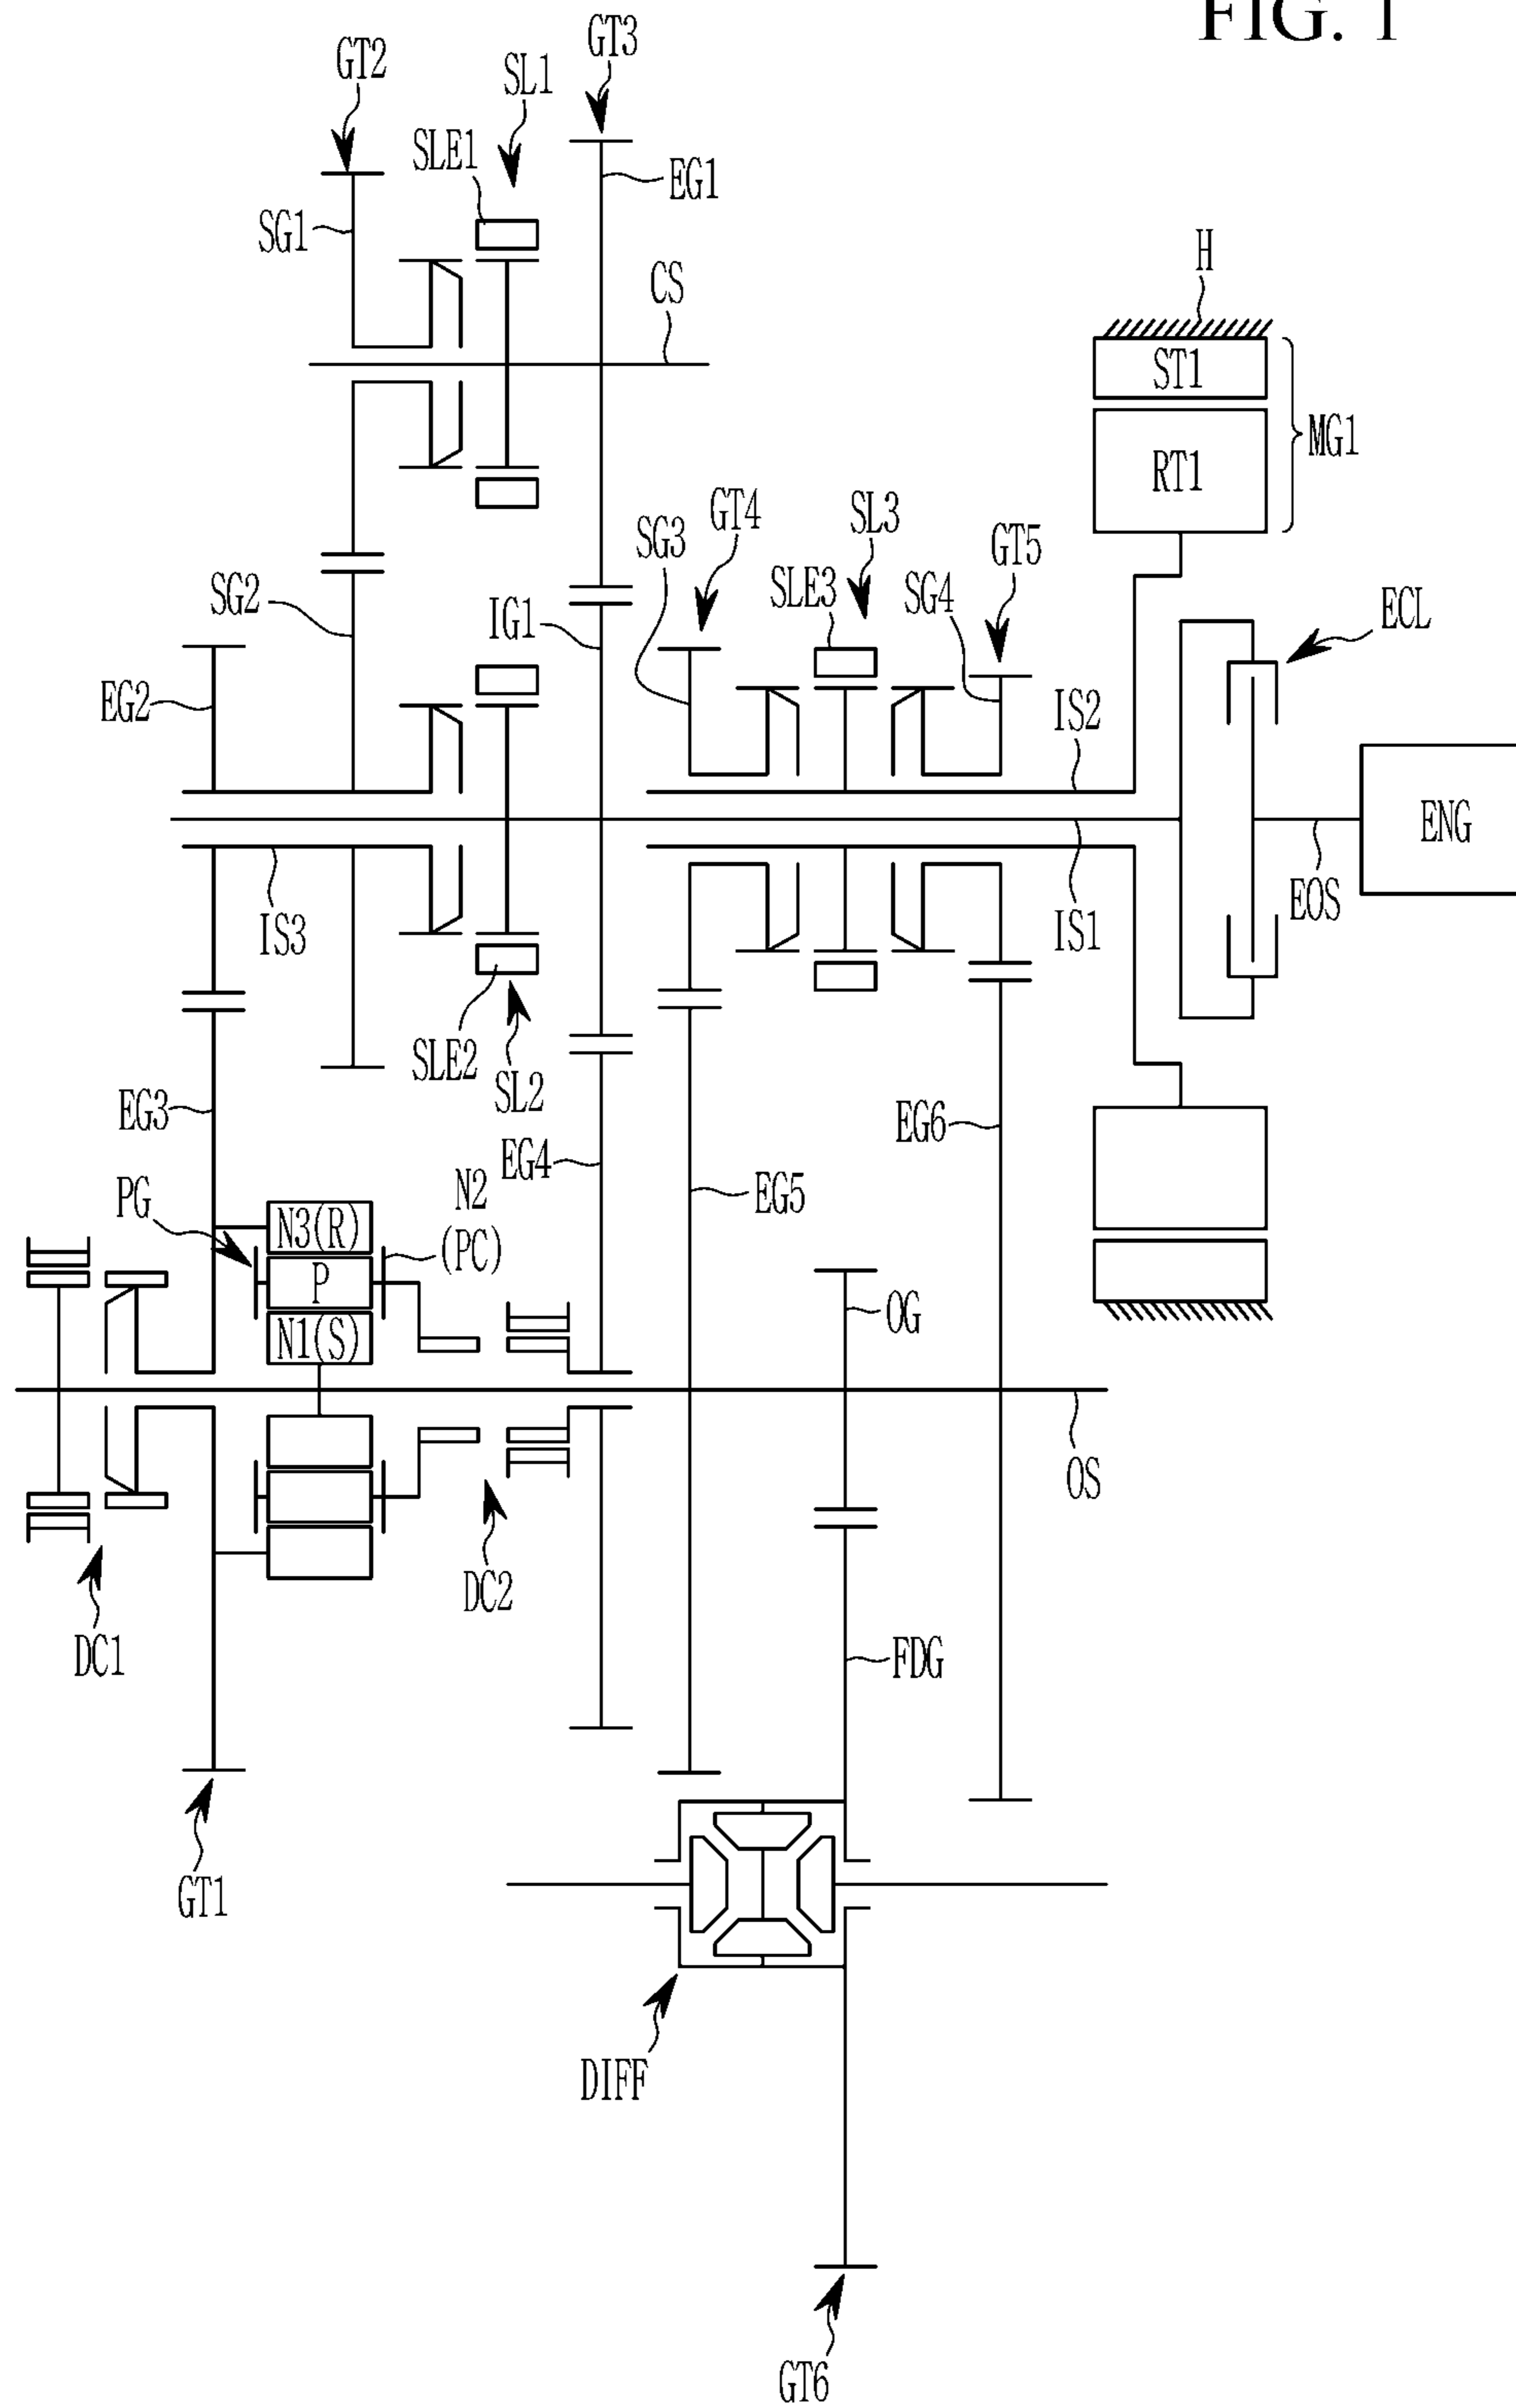 FIG. 1
GT3
GT2
SL1
SLE1
EG1
SG1
H
CS
ST1
MG1
RT1
GT4
SL3
SG3
GT5
SLE3
SG4
SG2
IG1
ECL
EG2
IS2
ENG
EOS
IS3
IS1
SLE2
SL2
EG3
EG6
EG4
N2
(PC)
PG
EG5
N3(R)
P
N1(S)
OG
OS
DC2
DC1
FDG
GT1
DIFF
GT6